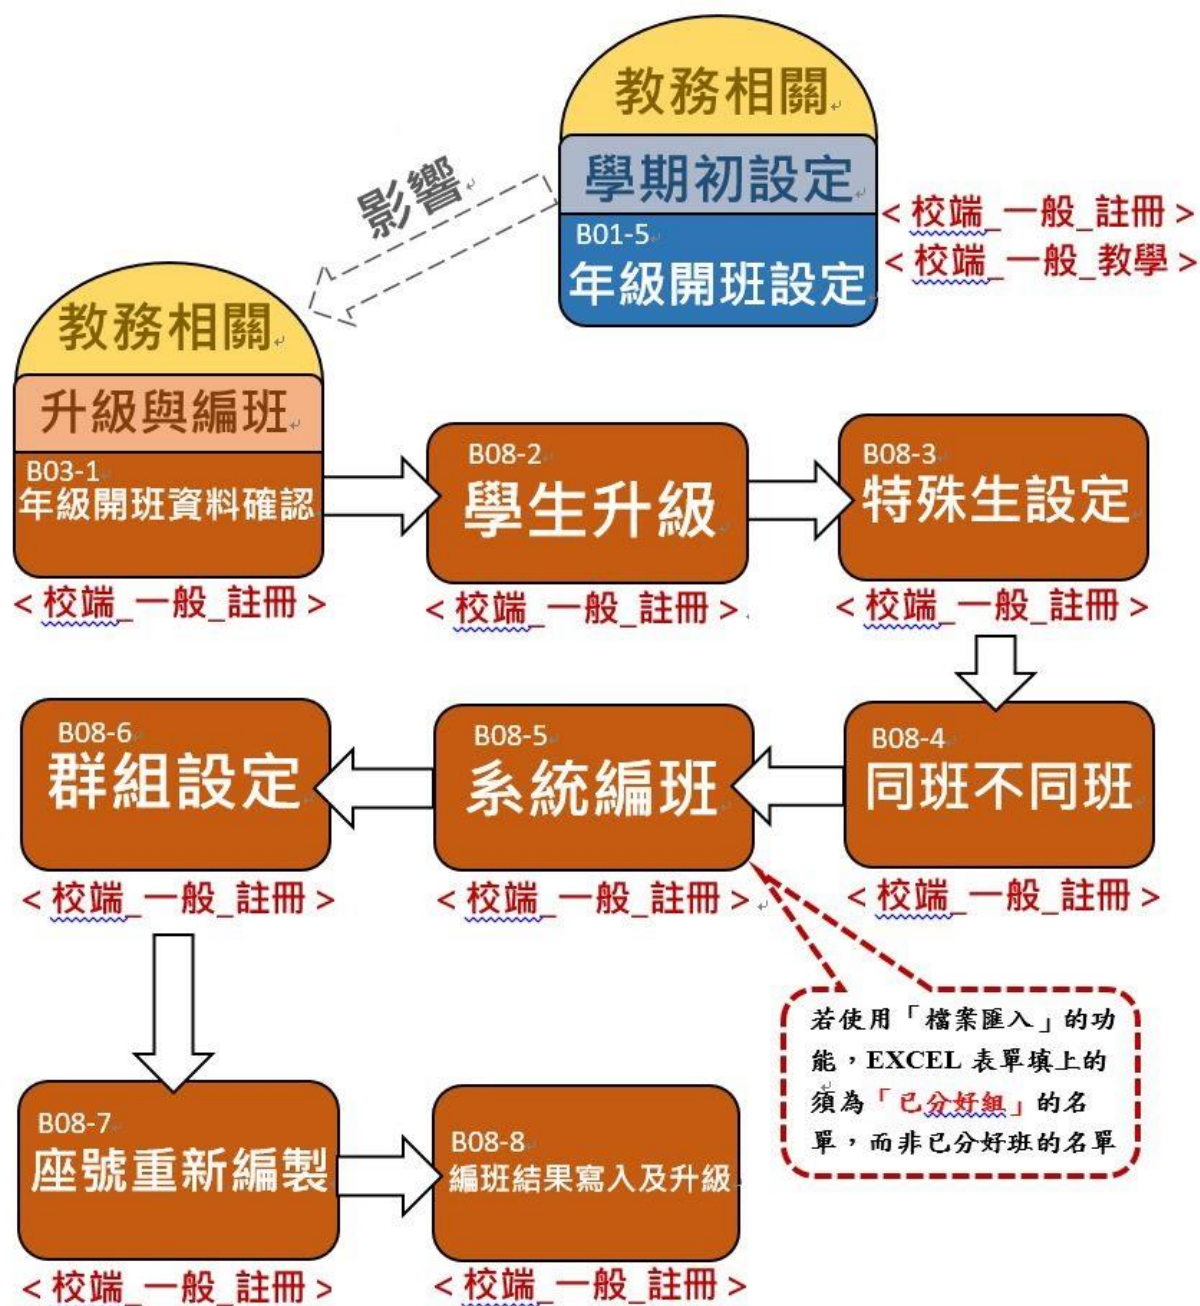 教務相關
學期初設定
B01-5
年級開班設定
<校端_一般_註冊>
<校端_一般_教學>
影響
教務相關
升級與編班
B03-1
年級開班資料確認
<校端_一般_註冊>
B08-2
學生升級
<校端_一般_註冊>
B08-3
特殊生設定
<校端_一般_註冊>
B08-4
同班不同班
<校端_一般_註冊>
B08-5
系統編班
<校端_一般_註冊>
B08-6
群組設定
<校端_一般_註冊>
若使用「檔案匯入」的功
能，EXCEL 表單填上的
須為「已分好組」的名
單，而非已分好班的名單
B08-7
座號重新編製
<校端_一般_註冊>
B08-8
編班結果寫入及升級
<校端_一般_註冊>